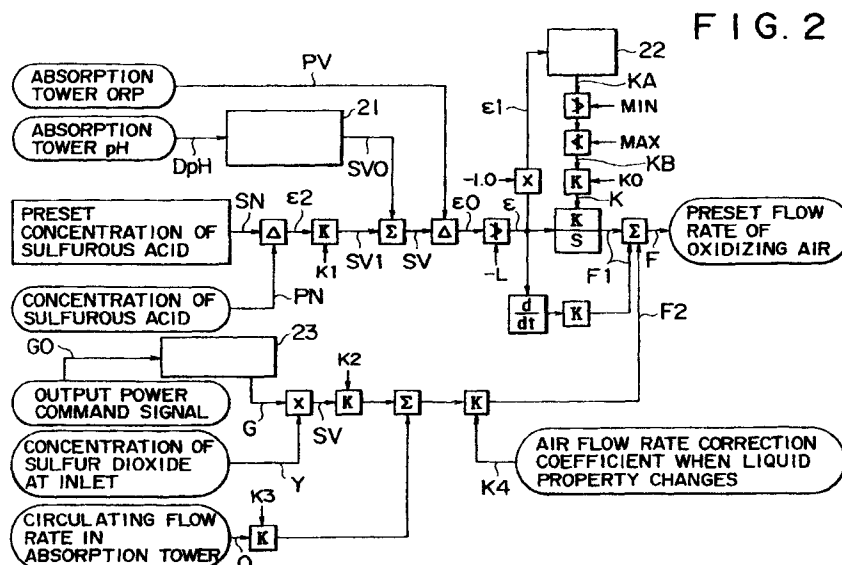 FIG. 2
ABSORPTION
TOWER ORP
PV
22
KA
MIN
ABSORPTION
TOWER pH
DpH
21
SV0
ε1
MAX
KB
-1.0
X
K
K0
K
PRESET
CONCENTRATION OF
SULFUROUS ACID
SN
Δ
ε2
K
K1
SV1
Σ
SV
Δ
ε0
-L
ε
K
S
F1
Σ
F
PRESET FLOW
RATE OF
OXIDIZING AIR
CONCENTRATION OF
SULFUROUS ACID
PN
d
dt
K
F2
GO
23
OUTPUT POWER
COMMAND SIGNAL
G
X
SV
K2
K
Σ
K
CONCENTRATION OF
SULFUR DIOXIDE
AT INLET
Y
K4
AIR FLOW RATE CORRECTION
COEFFICIENT WHEN LIQUID
PROPERTY CHANGES
CIRCULATING FLOW
RATE IN
ABSORPTION TOWER
K3
K